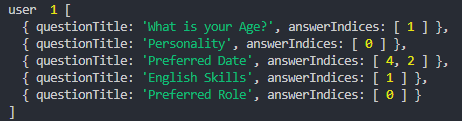 user  1 [
  { questionTitle: 'What is your Age?', answerIndices: [ 1 ] },
  { questionTitle: 'Personality', answerIndices: [ 0 ] },
  { questionTitle: 'Preferred Date', answerIndices: [ 4, 2 ] },
  { questionTitle: 'English Skills', answerIndices: [ 1 ] },
  { questionTitle: 'Preferred Role', answerIndices: [ 0 ] }
]